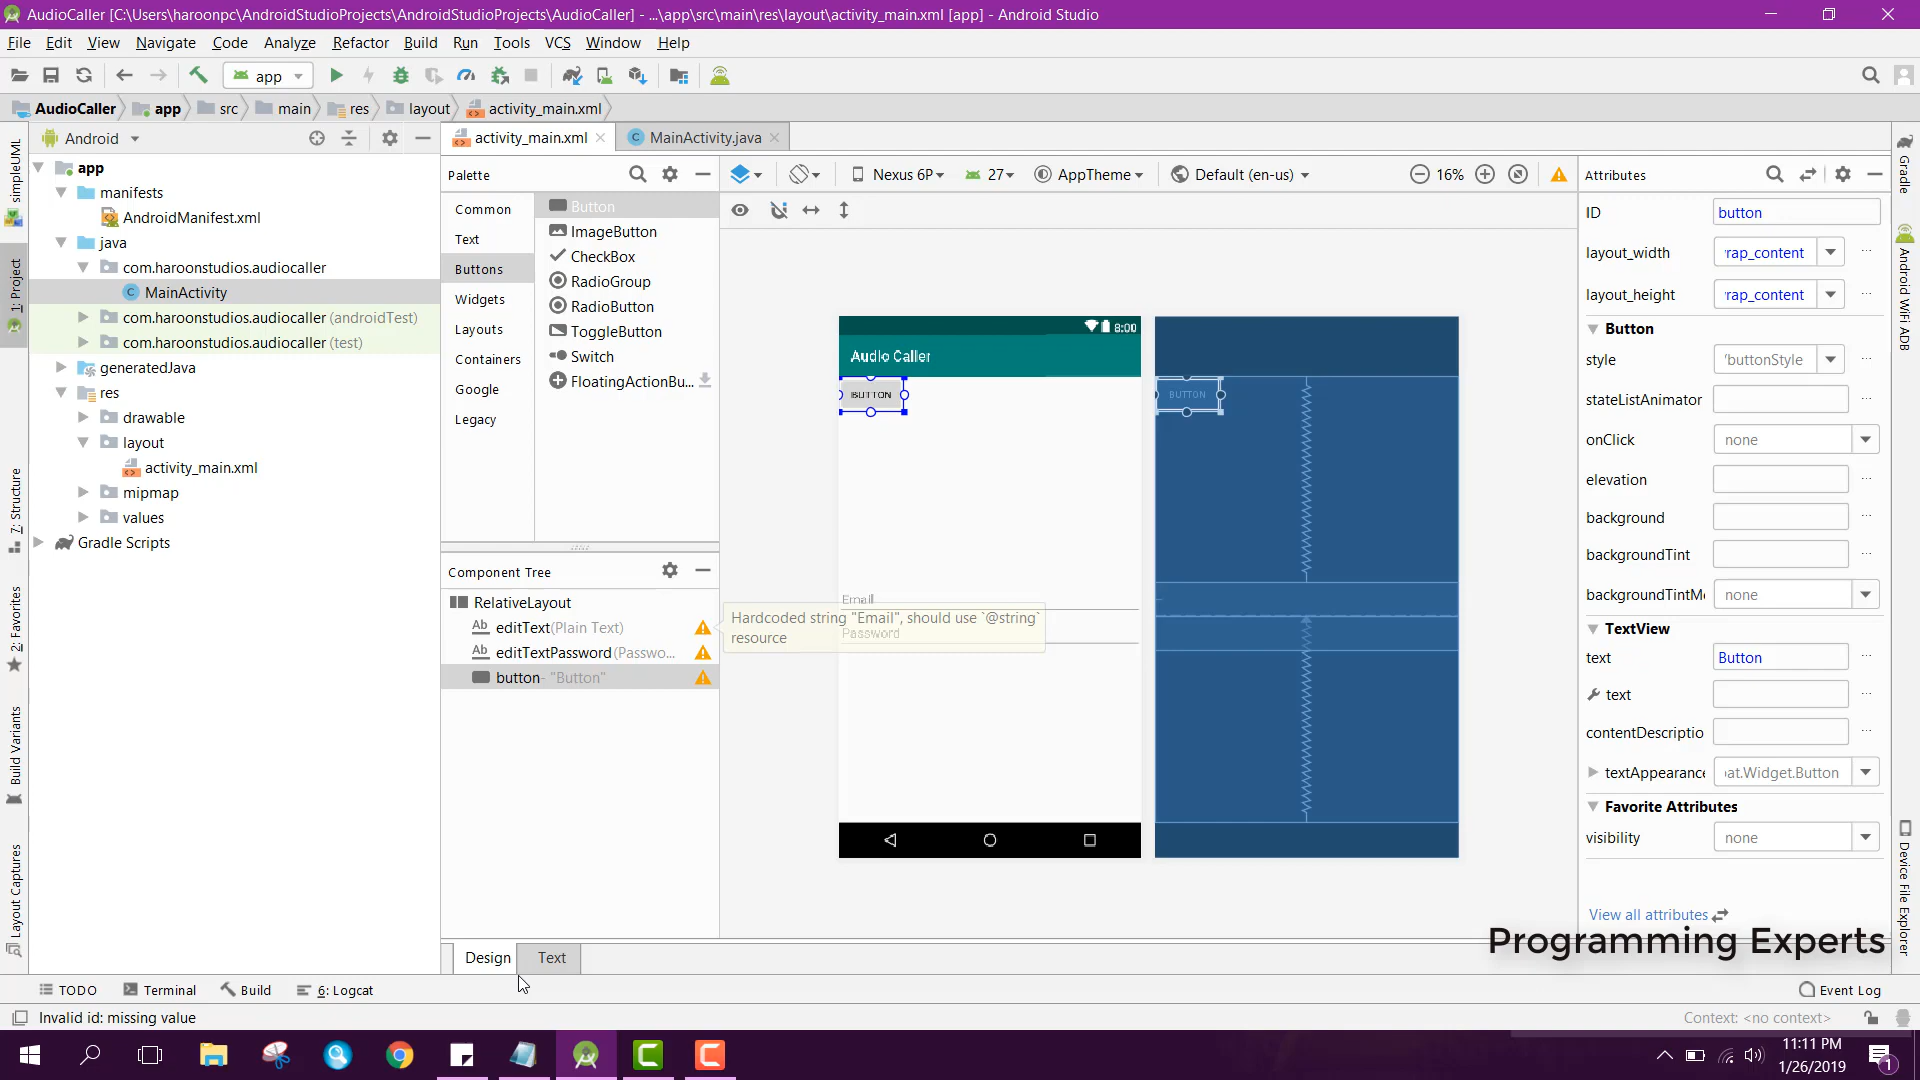 AudioCaller [C:\Users\haroonpc\AndroidStudioProjects\AndroidStudioProjects\AudioCaller] - ...\app\src\main\res\layout\activity_main.xml [app] - Android Studio
File Edit View Navigate Code Analyze Refactor Build Run Tools VCS Window Help
app
AudioCaller app src main res layout activity_main.xml
Android
activity_main.xml MainActivity.java
simpleUML
1: Project
7: Structure
2: Favorites
Build Variants
Layout Captures
app
manifests
AndroidManifest.xml
java
com.haroonstudios.audiocaller
MainActivity
com.haroonstudios.audiocaller (androidTest)
com.haroonstudios.audiocaller (test)
generatedJava
res
drawable
layout
activity_main.xml
mipmap
values
Gradle Scripts
Palette
Common
Text
Buttons
Widgets
Layouts
Containers
Google
Legacy
Button
ImageButton
CheckBox
RadioGroup
RadioButton
ToggleButton
Switch
FloatingActionBu...
Component Tree
RelativeLayout
Ab editText(Plain Text)
Ab editTextPassword(Passwo...
button- "Button"
Nexus 6P 27 AppTheme Default (en-us) 16%
8:00
Audio Caller
BUTTON
BUTTON
Email
Password
Hardcoded string "Email", should use `@string`
resource
Attributes
ID button
layout_width rap_content
layout_height rap_content
Button
style 'buttonStyle
stateListAnimator
onClick none
elevation
background
backgroundTint
backgroundTintM none
TextView
text Button
text
contentDescriptio
textAppearance at.Widget.Button
Favorite Attributes
visibility none
View all attributes
Programming Experts
Gradle
Android WiFi ADB
Device File Explorer
Design Text
TODO Terminal Build 6: Logcat Event Log
Invalid id: missing value Context: <no context>
11:11 PM
1/26/2019
1